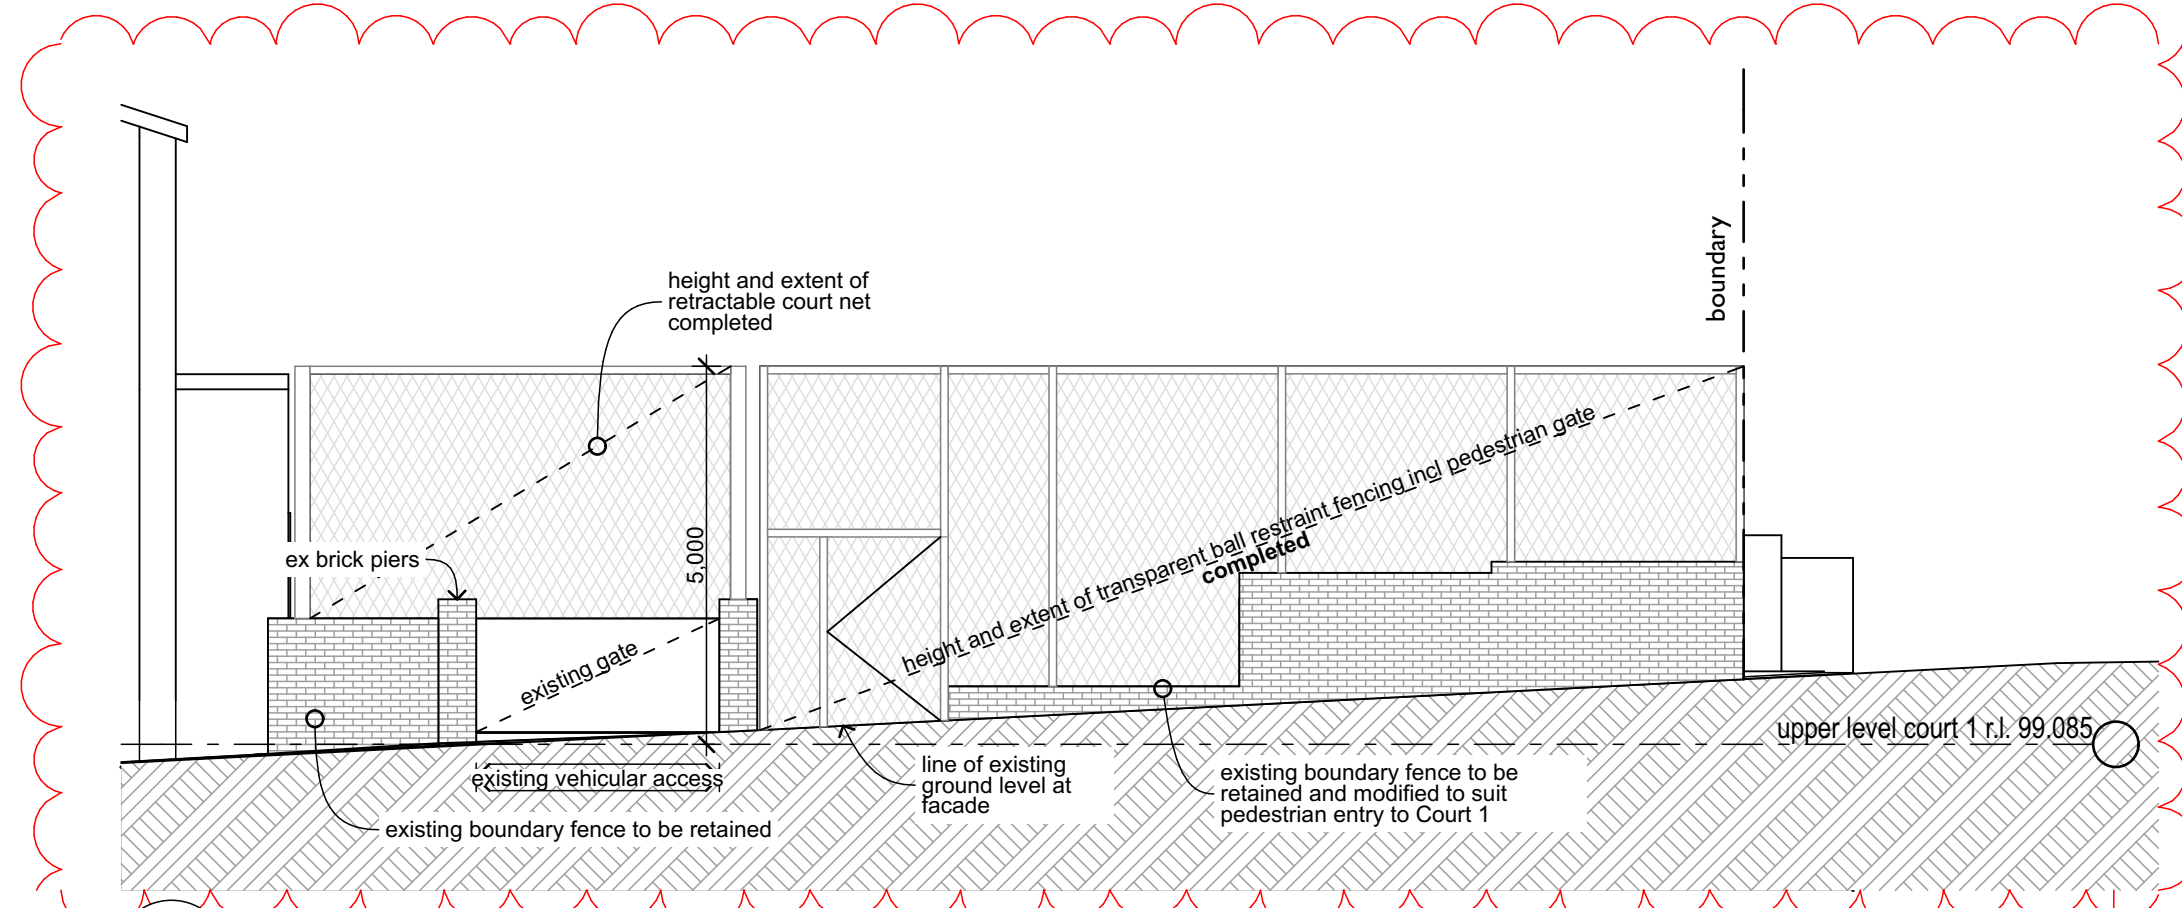 height and extent of
retractable court net
completed
boundary
ex brick piers
5,000
height and extent of transparent ball restraint fencing incl pedestrian gate
completed
existing gate
upper level court 1 r.l. 99.085
existing vehicular access
line of existing
ground level at
facade
existing boundary fence to be
retained and modified to suit
pedestrian entry to Court 1
existing boundary fence to be retained